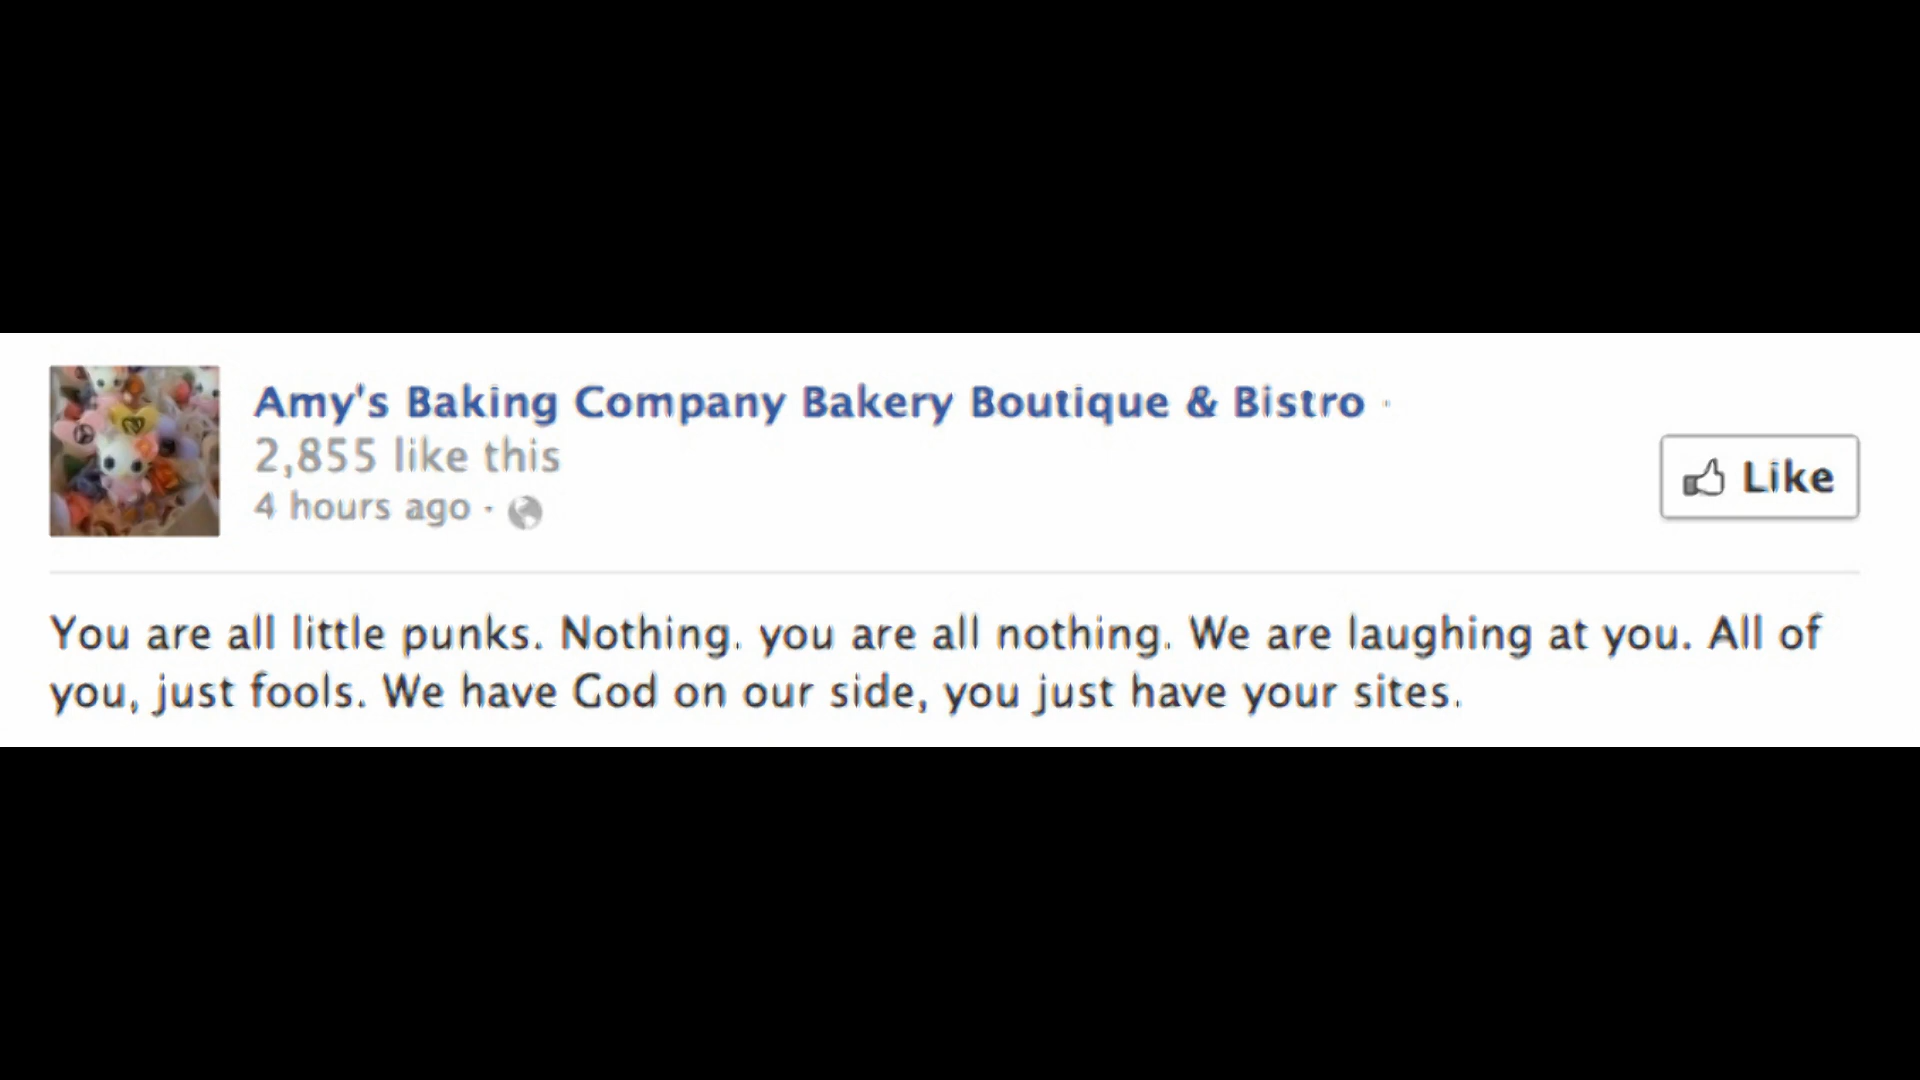 Amy's Baking Company Bakery Boutique & Bistro ·
2,855 like this
4 hours ago ·
Like
You are all little punks. Nothing. you are all nothing. We are laughing at you. All of
you, just fools. We have God on our side, you just have your sites.